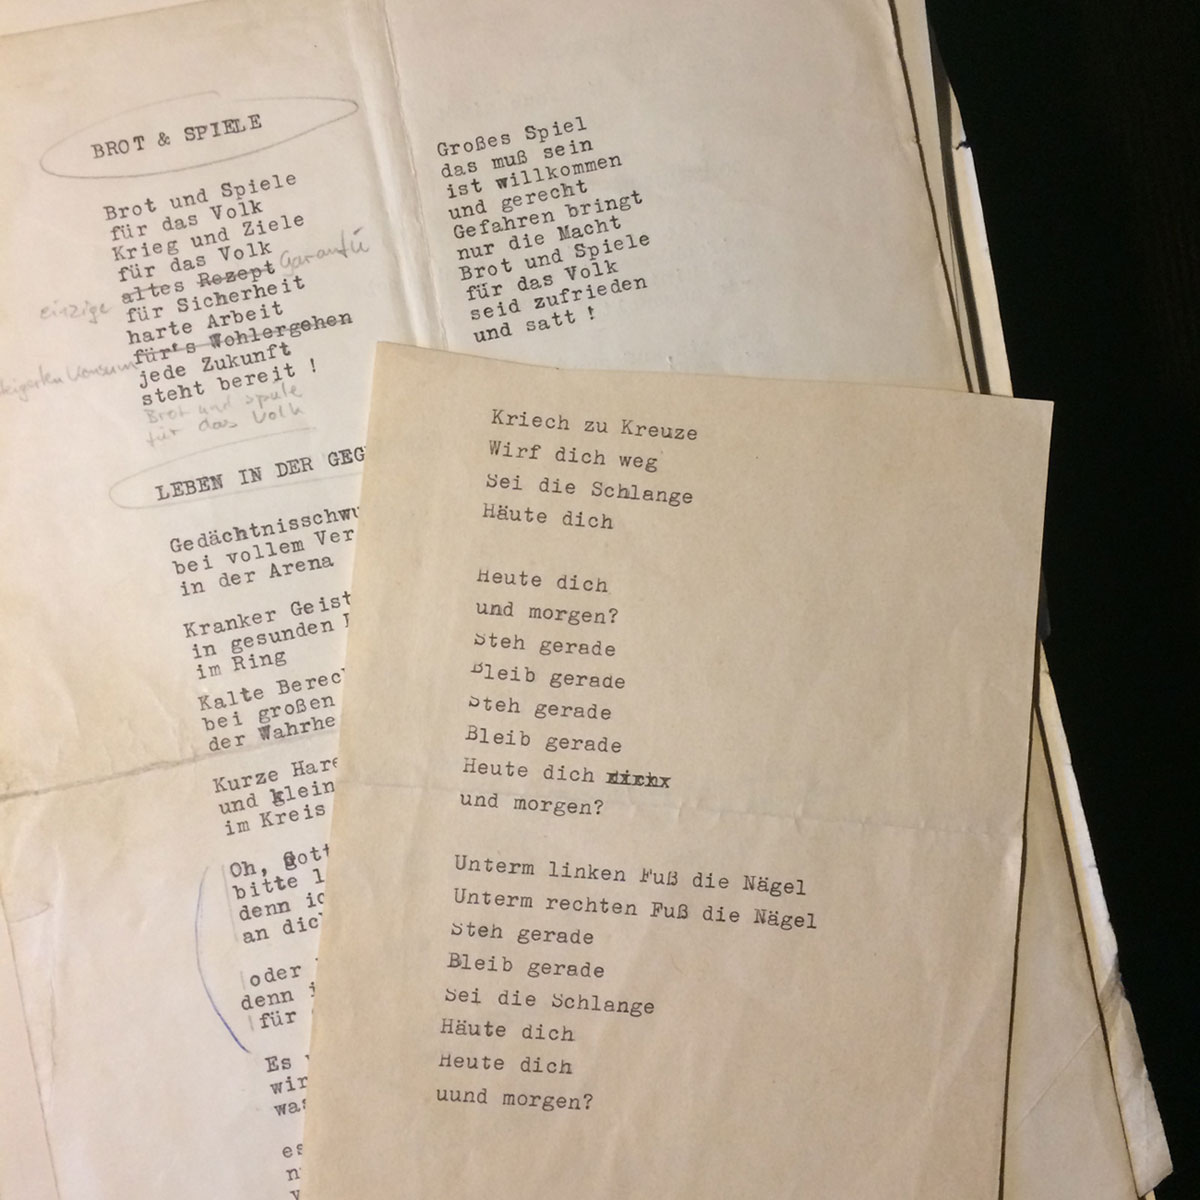 BROT & SPIELE
Brot und Spiele
für das Volk
Krieg und Ziele
für das Volk
einzige altes Rezept Garantie
für Sicherheit
harte Arbeit
für's Wohlergehen
Konsum
jede Zukunft
steht bereit !
Brot und Spiele
für das Volk
LEBEN IN DER GEG
Gedächtnisschwu
bei vollem Ver
in der Arena
Kranker Geist
in gesunden
im Ring
Kalte Berec
bei großen
der Wahrhe
Kurze Hare
und klein
im Kreis
Oh, Gott
bitte l
denn ic
an dic
oder
denn i
für
Es
wir
was
es
n
Großes Spiel
das muß sein
ist willkommen
und gerecht
Gefahren bringt
nur die Macht
Brot und Spiele
für das Volk
seid zufrieden
und satt !
Kriech zu Kreuze
Wirf dich weg
Sei die Schlange
Häute dich
Heute dich
und morgen?
Steh gerade
Bleib gerade
Steh gerade
Bleib gerade
Heute dich
und morgen?
Unterm linken Fuß die Nägel
Unterm rechten Fuß die Nägel
Steh gerade
Bleib gerade
Sei die Schlange
Häute dich
Heute dich
uund morgen?